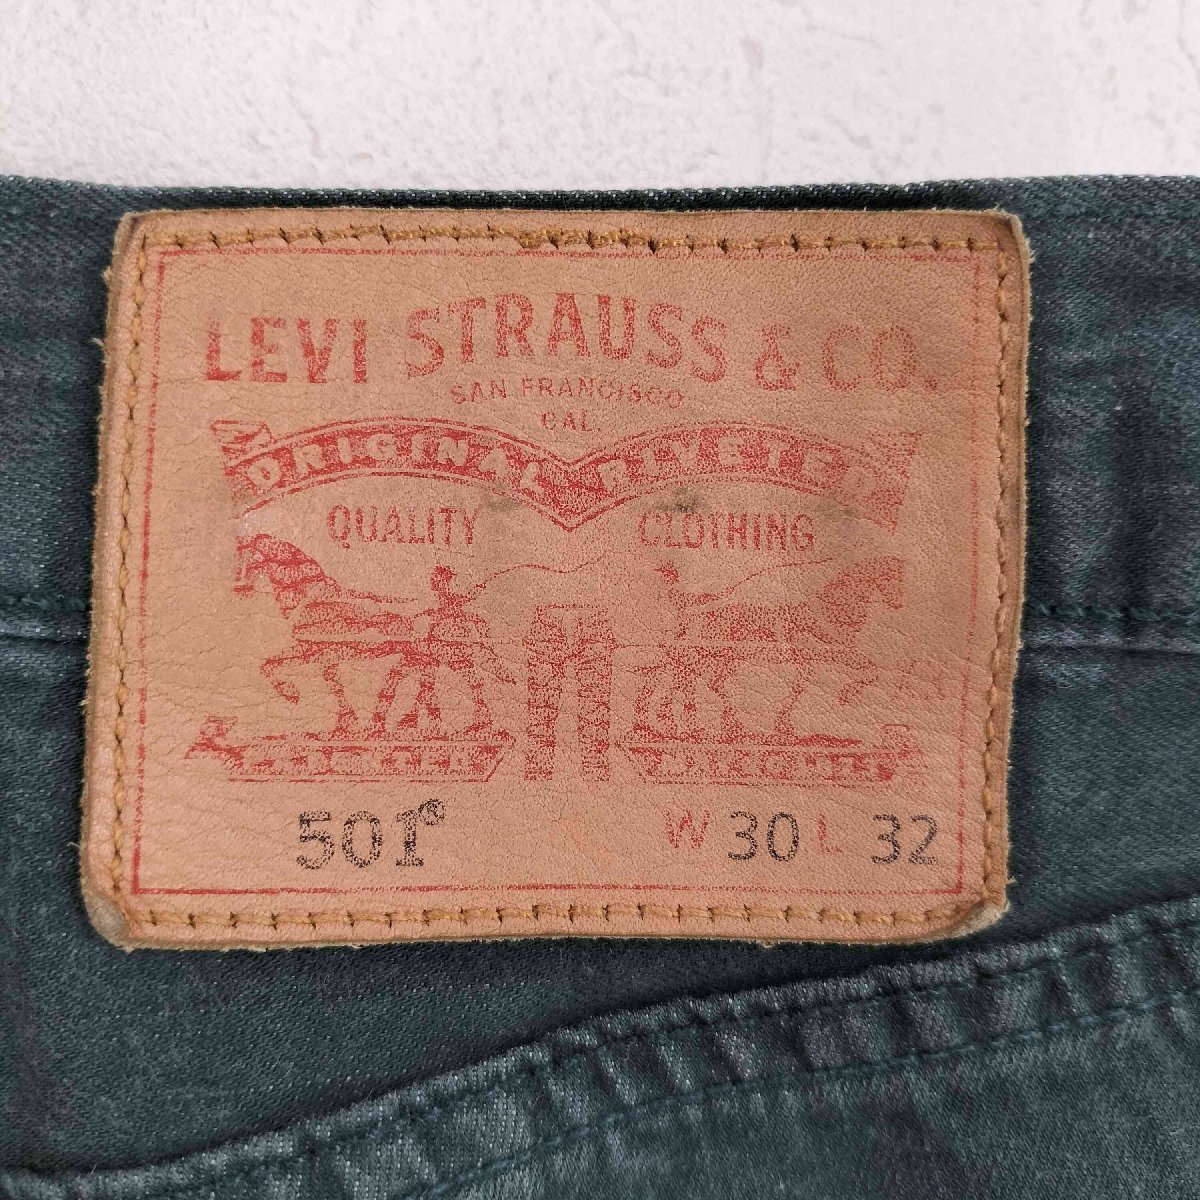 LEVI STRAUSS & CO.
SAN FRANCISCO
CAL.
ORIGINAL RIVETED
QUALITY CLOTHING
501® W 30 L 32